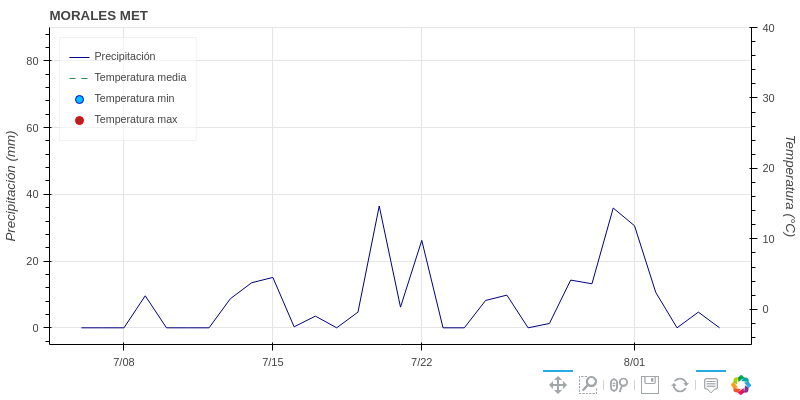 MORALES MET
Precipitación
Temperatura media
Temperatura min
Temperatura max
Precipitación (mm)
80
60
40
20
0
Temperatura (°C)
40
30
20
10
0
7/08
7/15
7/22
8/01